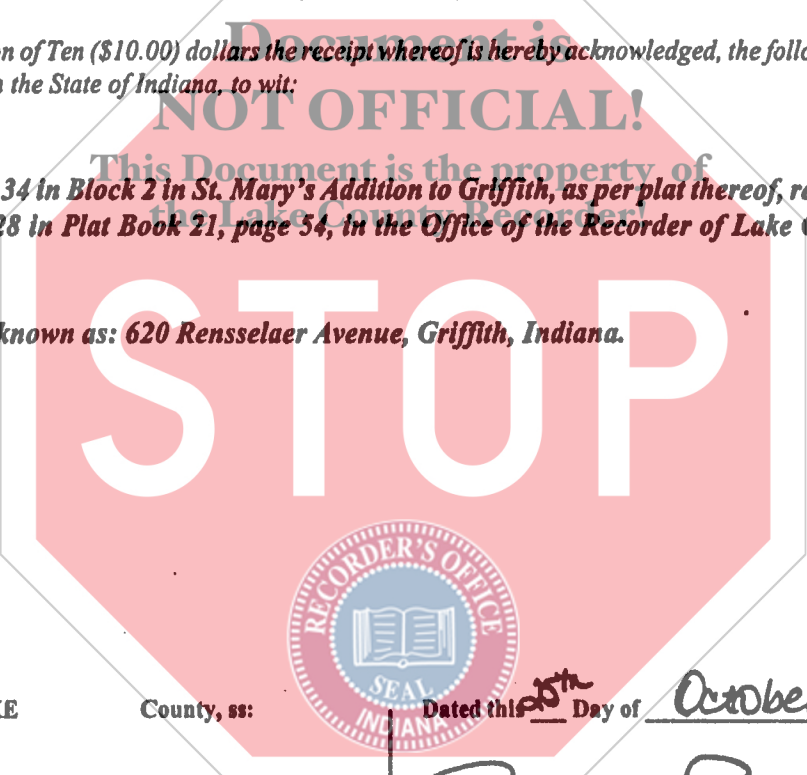 Document is
on of Ten ($10.00) dollars the receipt whereof is hereby acknowledged, the follo
n the State of Indiana, to wit:
NOT OFFICIAL!
This Document is the property of
34 in Block 2 in St. Mary's Addition to Griffith, as per plat thereof, re
the Lake County Recorder!
28 in Plat Book 21, page 54, in the Office of the Recorder of Lake C
known as: 620 Rensselaer Avenue, Griffith, Indiana.
STOP
RECORDER'S OFFICE
SEAL
INDIANA
KE County, ss: Dated this 25th Day of October